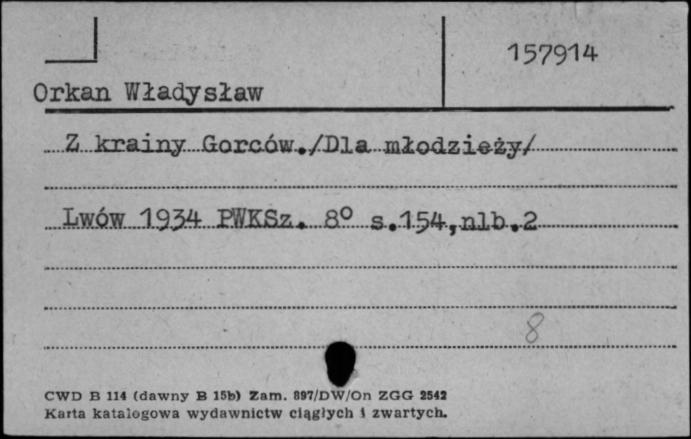 157914
Orkan Władysław
Z krainy Gorców./Dla młodzieży/
Lwów 1934 PWKSz. 8° s.154,nlb.2
8
CWD B 114 (dawny B 15b) Zam. 897/DW/On ZGG 2542
Karta katalogowa wydawnictw ciągłych i zwartych.